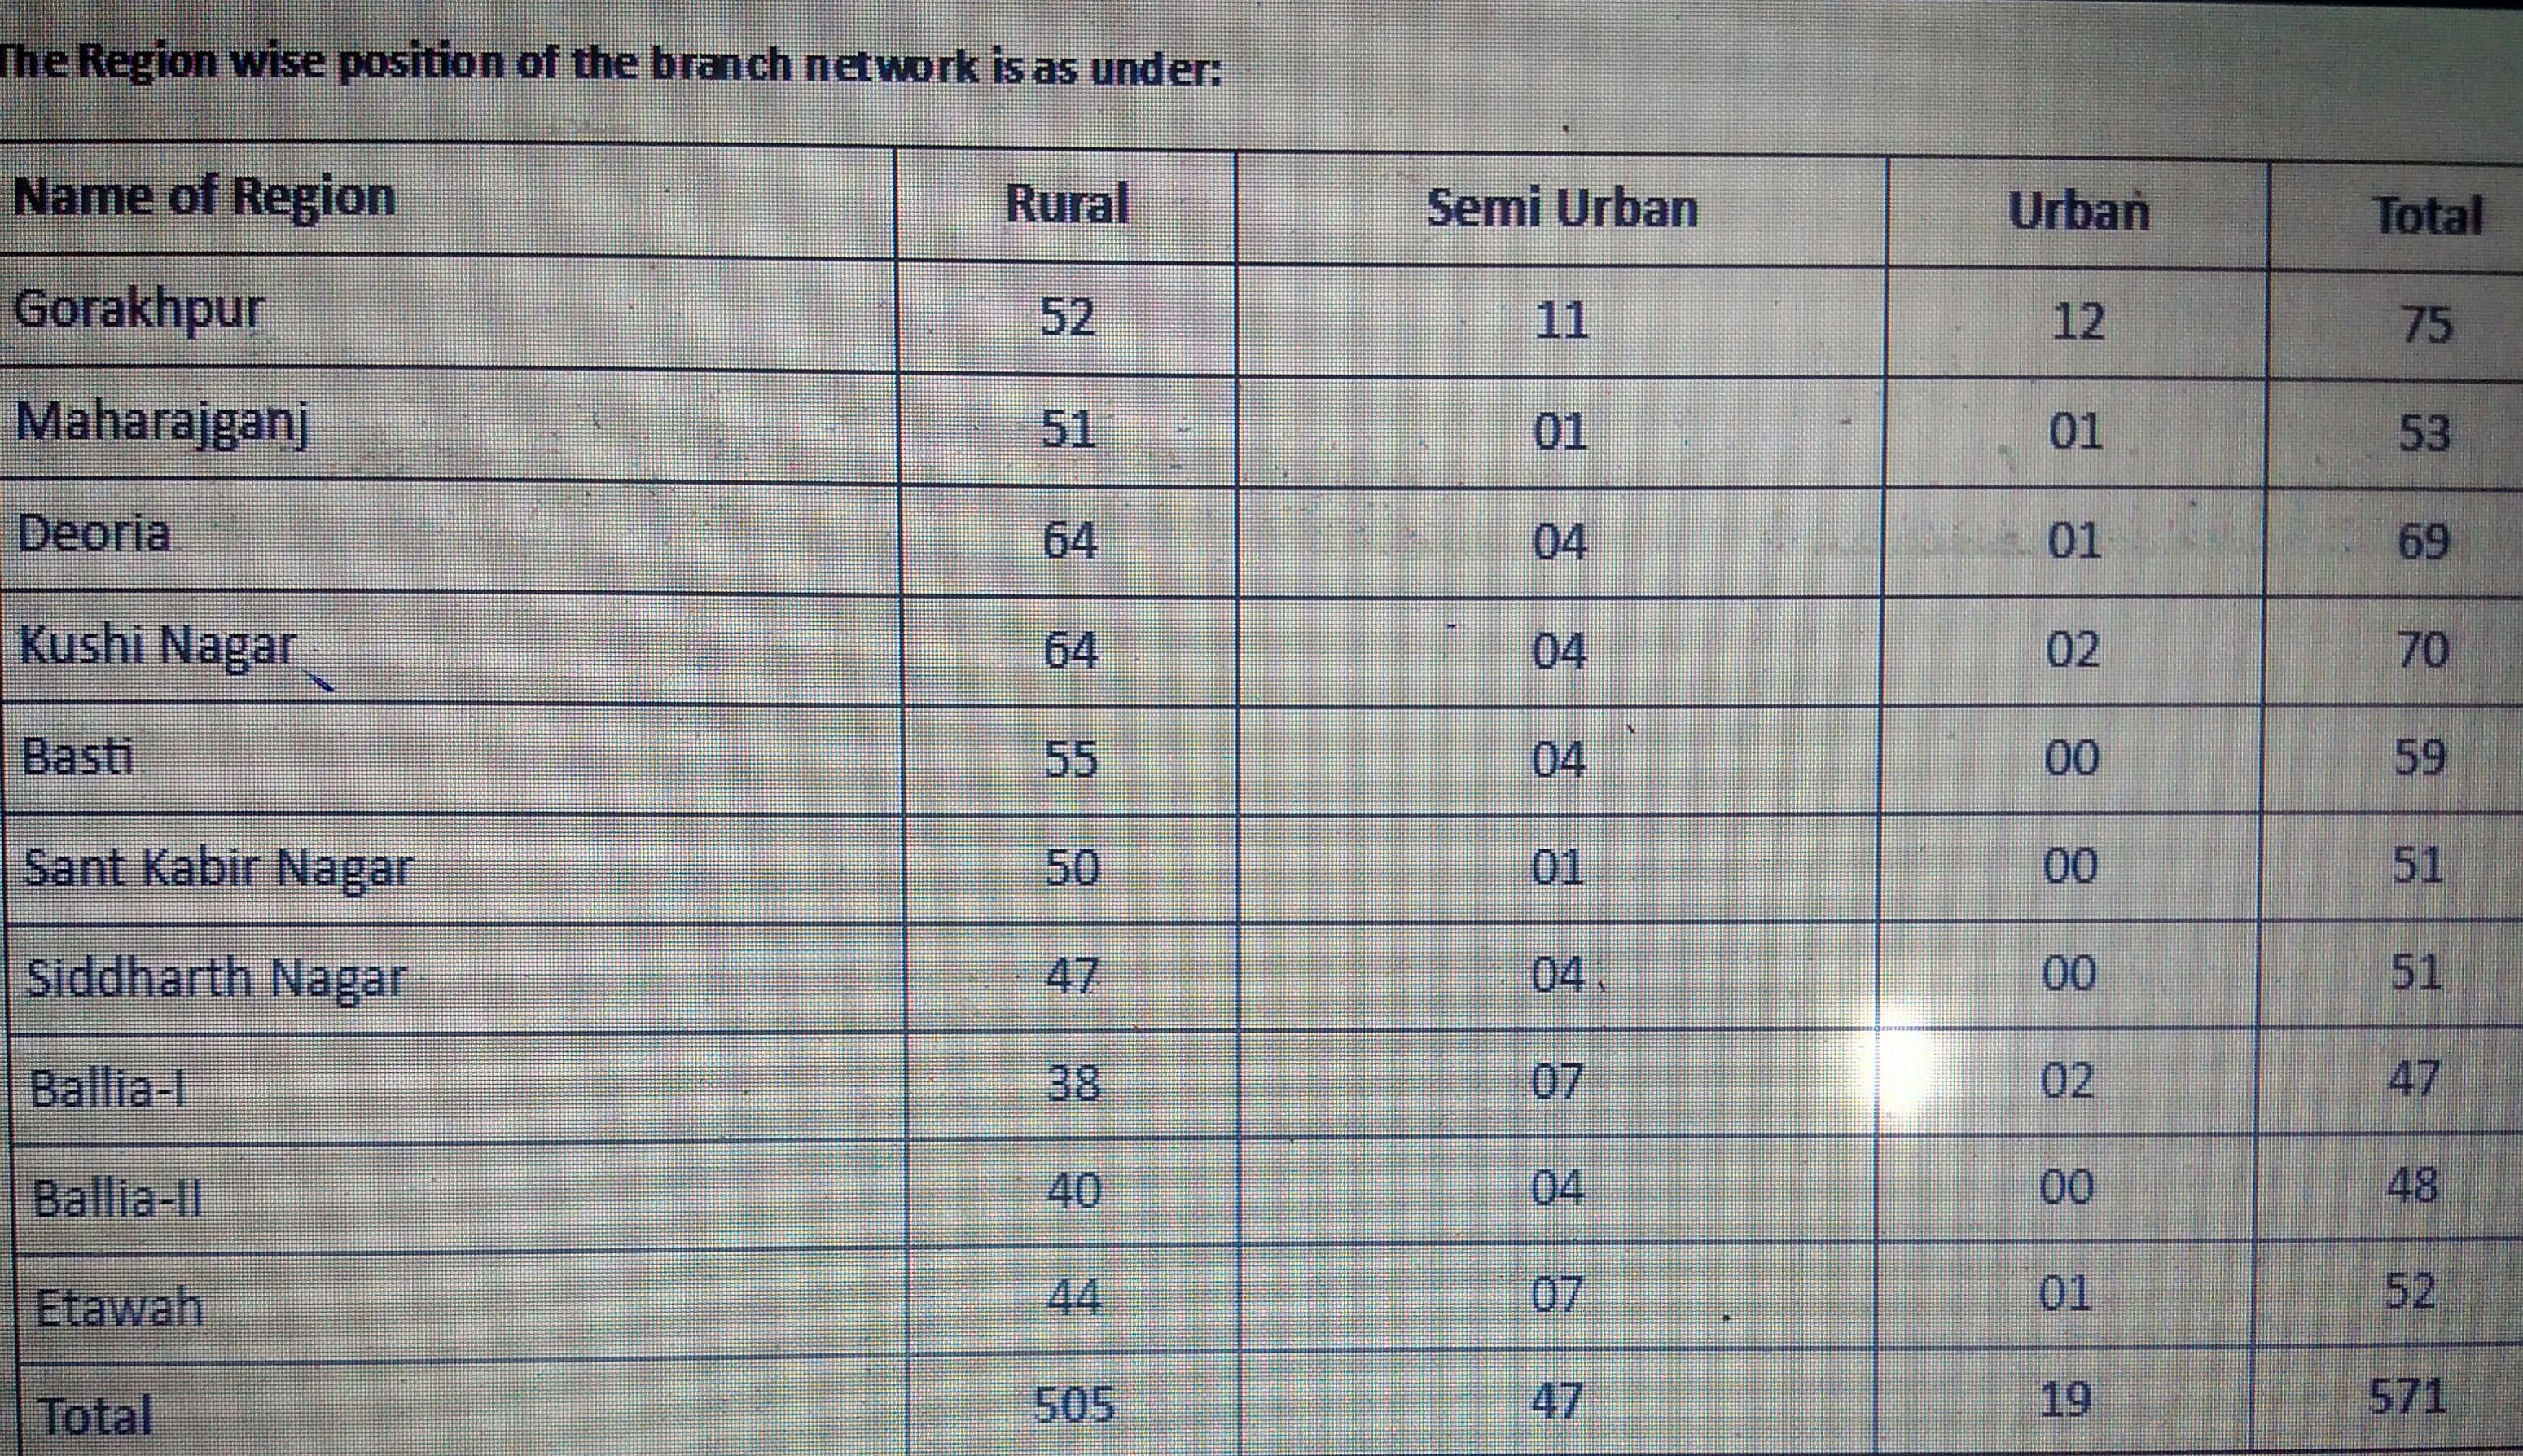 The Region wise position of the branch network is as under:
Name of Region Rural Semi Urban Urban Total
Gorakhpur 52 11 12 75
Maharajganj 51 01 01 53
Deoria 64 04 01 69
Kushi Nagar 64 04 02 70
Basti 55 04 00 59
Sant Kabir Nagar 50 01 00 51
Siddharth Nagar 47 04 00 51
Ballia-I 38 07 02 47
Ballia-II 40 04 00 48
Etawah 44 07 01 52
Total 505 47 19 571